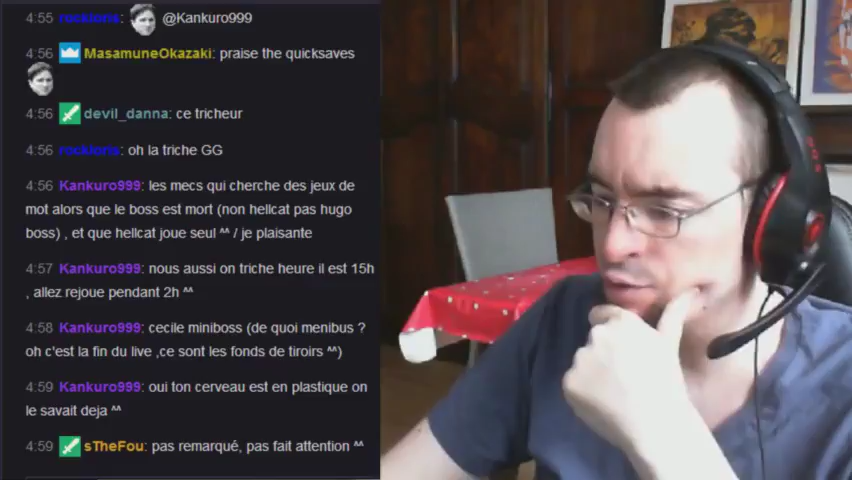 4:55 rockloris: @Kankuro999
4:56 MasamuneOkazaki: praise the quicksaves
4:56 devil_danna: ce tricheur
4:56 rockloris: oh la triche GG
4:56 Kankuro999: les mecs qui cherche des jeux de
mot alors que le boss est mort (non hellcat pas hugo
boss) , et que hellcat joue seul ^^ / je plaisante
4:57 Kankuro999: nous aussi on triche heure il est 15h
, allez rejoue pendant 2h ^^
4:58 Kankuro999: cecile miniboss (de quoi menibus ?
oh c'est la fin du live ,ce sont les fonds de tiroirs ^^)
4:59 Kankuro999: oui ton cerveau est en plastique on
le savait deja ^^
4:59 sTheFou: pas remarqué, pas fait attention ^^